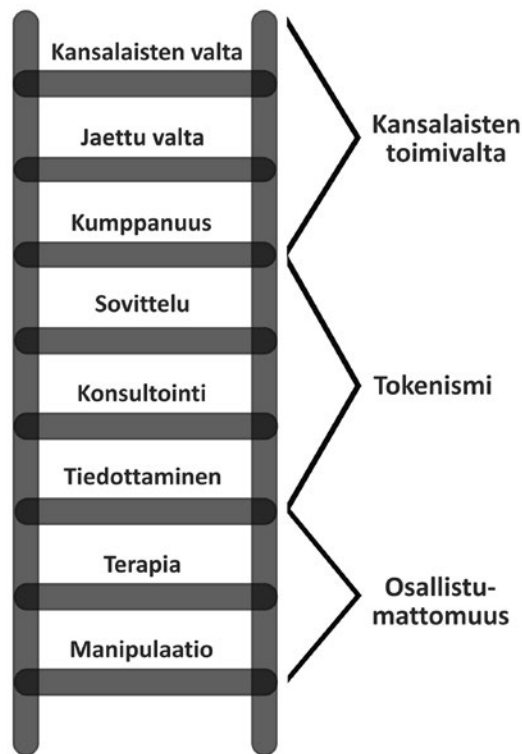 Kansalaisten valta
Jaettu valta
Kumppanuus
Sovittelu
Konsultointi
Tiedottaminen
Terapia
Manipulaatio
Kansalaisten
toimivalta
Tokenismi
Osallistu-
mattomuus